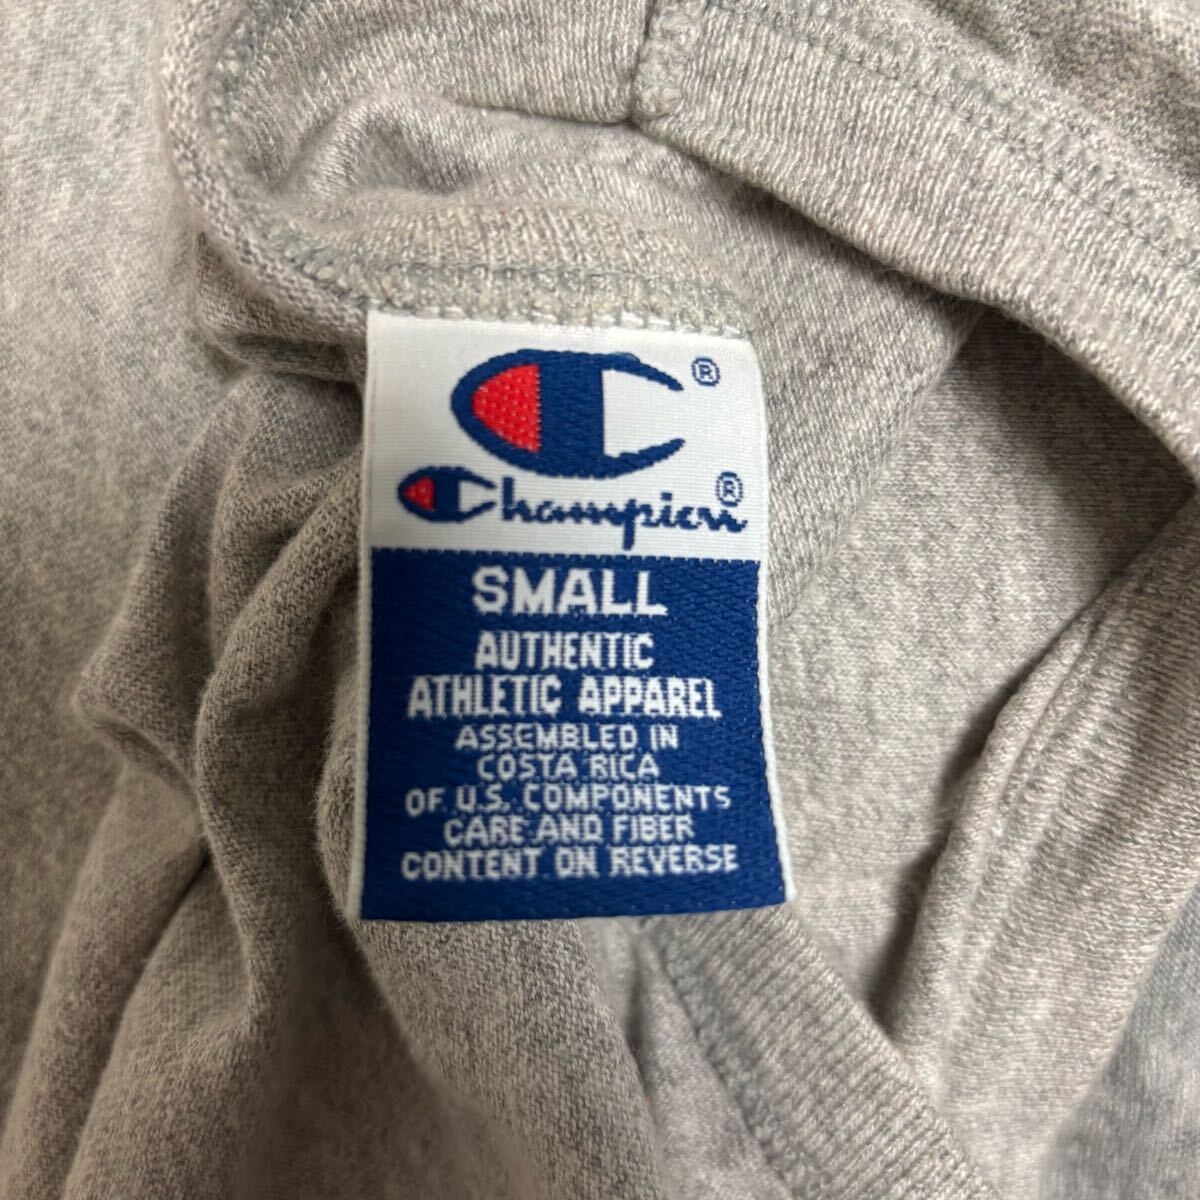 C®
Champion®
SMALL
AUTHENTIC
ATHLETIC APPAREL
ASSEMBLED IN
COSTA RICA
OF U.S. COMPONENTS
CARE AND FIBER
CONTENT ON REVERSE